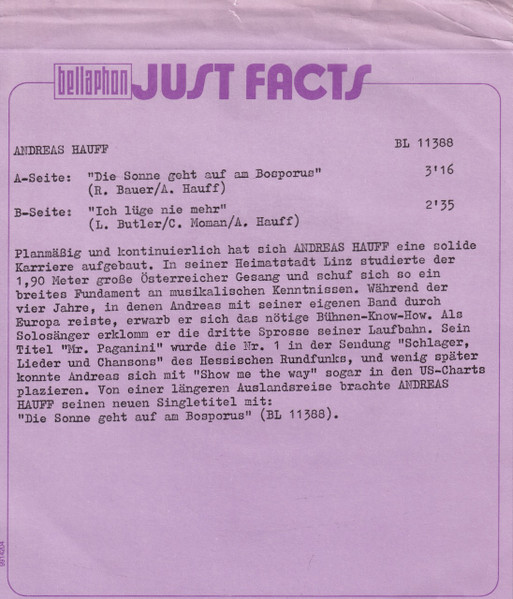 bellaphon JUST FACTS
ANDREAS HAUFF BL 11388
A-Seite: "Die Sonne geht auf am Bosporus" 3'16
(R. Bauer/A. Hauff)
B-Seite: "Ich lüge nie mehr" 2'35
(L. Butler/C. Moman/A. Hauff)
Planmäßig und kontinuierlich hat sich ANDREAS HAUFF eine solide
Karriere aufgebaut. In seiner Heimatstadt Linz studierte der
1,90 Meter große Österreicher Gesang und schuf sich so ein
breites Fundament an musikalischen Kenntnissen. Während der
vier Jahre, in denen Andreas mit seiner eigenen Band durch
Europa reiste, erwarb er sich das nötige Bühnen-Know-How. Als
Solosänger erklomm er die dritte Sprosse seiner Laufbahn. Sein
Titel "Mr. Paganini" wurde die Nr. 1 in der Sendung "Schlager,
Lieder und Chansons" des Hessischen Rundfunks, und wenig später
konnte Andreas sich mit "Show me the way" sogar in den US-Charts
plazieren. Von einer längeren Auslandsreise brachte ANDREAS
HAUFF seinen neuen Singletitel mit:
"Die Sonne geht auf am Bosporus" (BL 11388).